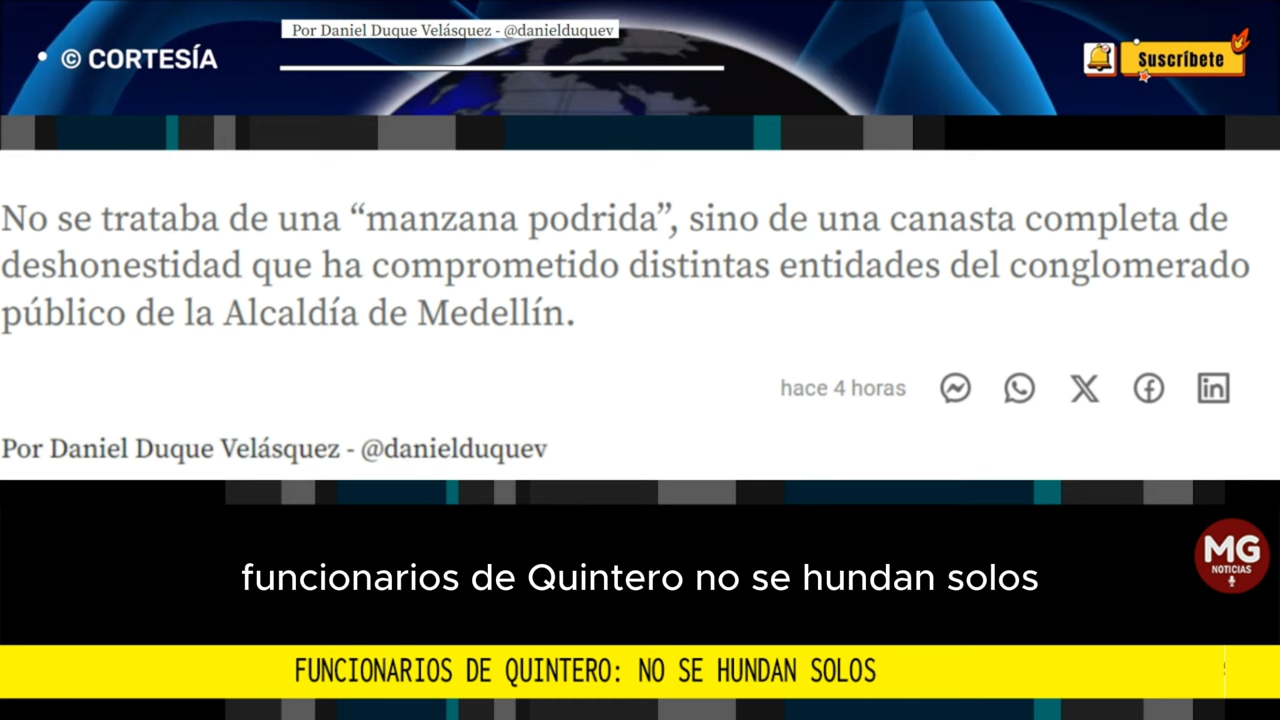 Por Daniel Duque Velásquez - @danielduquev
© CORTESÍA
Suscríbete
No se trataba de una “manzana podrida”, sino de una canasta completa de
deshonestidad que ha comprometido distintas entidades del conglomerado
público de la Alcaldía de Medellín.
hace 4 horas
Por Daniel Duque Velásquez - @danielduquev
MG
NOTICIAS
funcionarios de Quintero no se hundan solos
FUNCIONARIOS DE QUINTERO: NO SE HUNDAN SOLOS